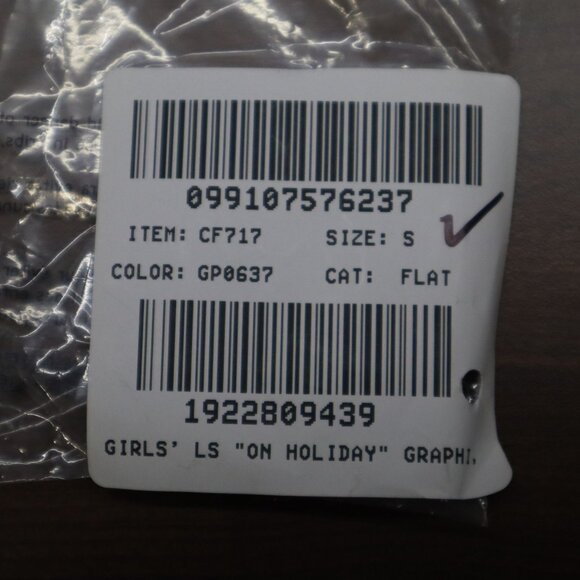 099107576237
ITEM: CF717 SIZE: S
COLOR: GP0637 CAT: FLAT
1922809439
GIRLS' LS "ON HOLIDAY" GRAPHI.